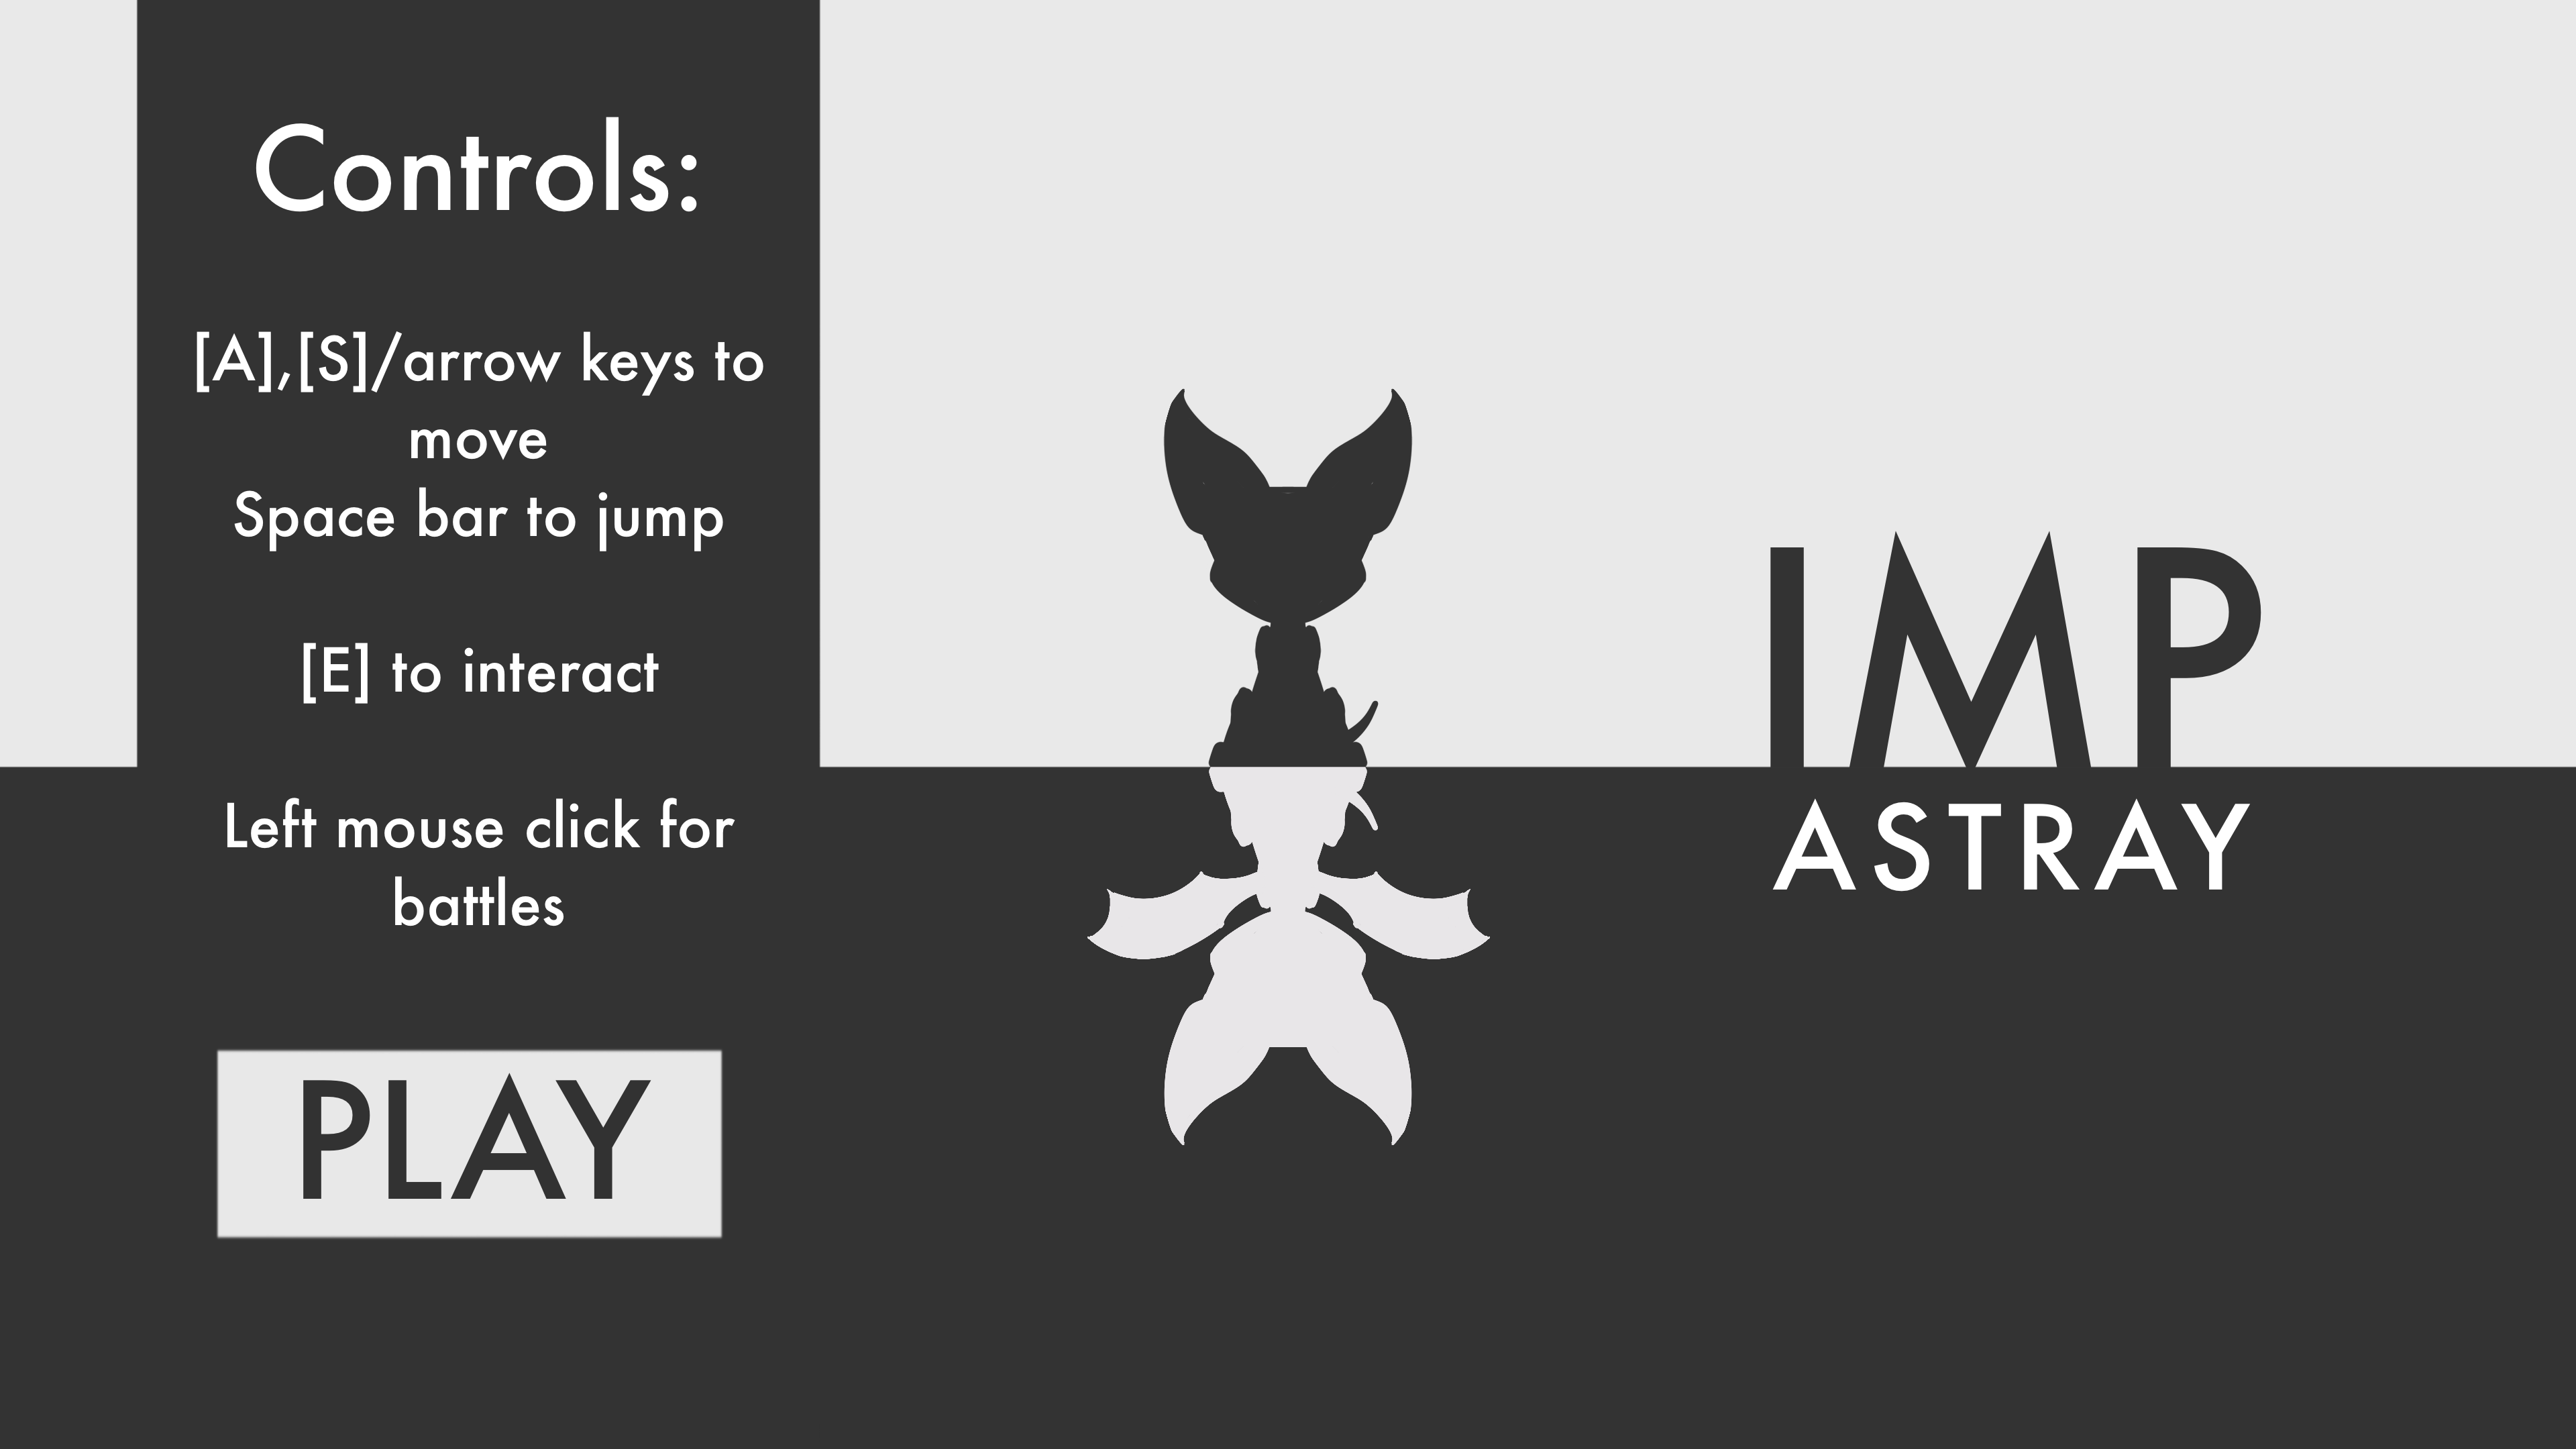 Controls:
[A],[S]/arrow keys to
move
Space bar to jump
[E] to interact
Left mouse click for
battles
PLAY
IMP
ASTRAY